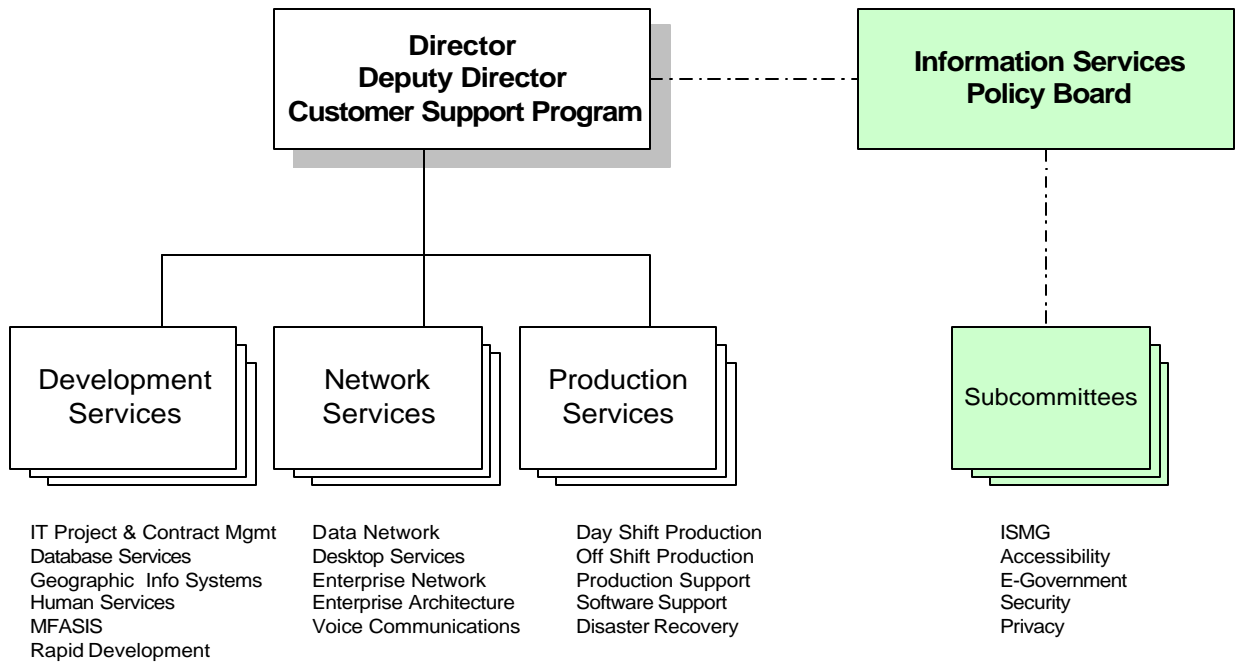 Director
Deputy Director
Customer Support Program
Information Services
Policy Board
Development
Services
Network
Services
Production
Services
Subcommittees
IT Project & Contract Mgmt
Database Services
Geographic Info Systems
Human Services
MFASIS
Rapid Development
Data Network
Desktop Services
Enterprise Network
Enterprise Architecture
Voice Communications
Day Shift Production
Off Shift Production
Production Support
Software Support
Disaster Recovery
ISMG
Accessibility
E-Government
Security
Privacy